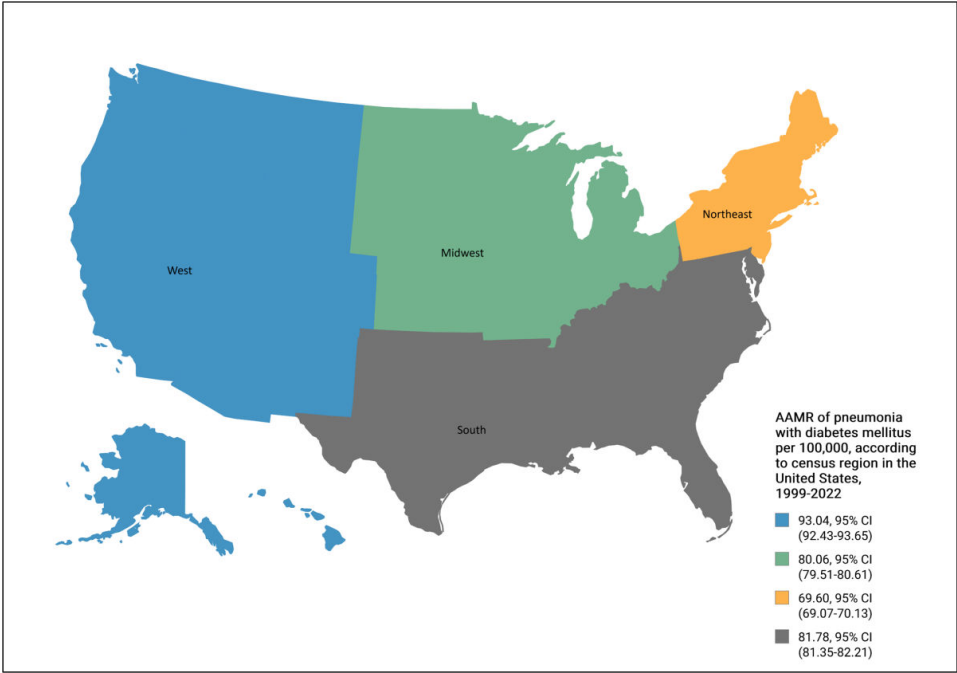 Northeast
Midwest
West
South
AAMR of pneumonia
with diabetes mellitus
per 100,000, according
to census region in the
United States,
1999-2022
93.04, 95% CI
(92.43-93.65)
80.06, 95% CI
(79.51-80.61)
69.60, 95% CI
(69.07-70.13)
81.78, 95% CI
(81.35-82.21)